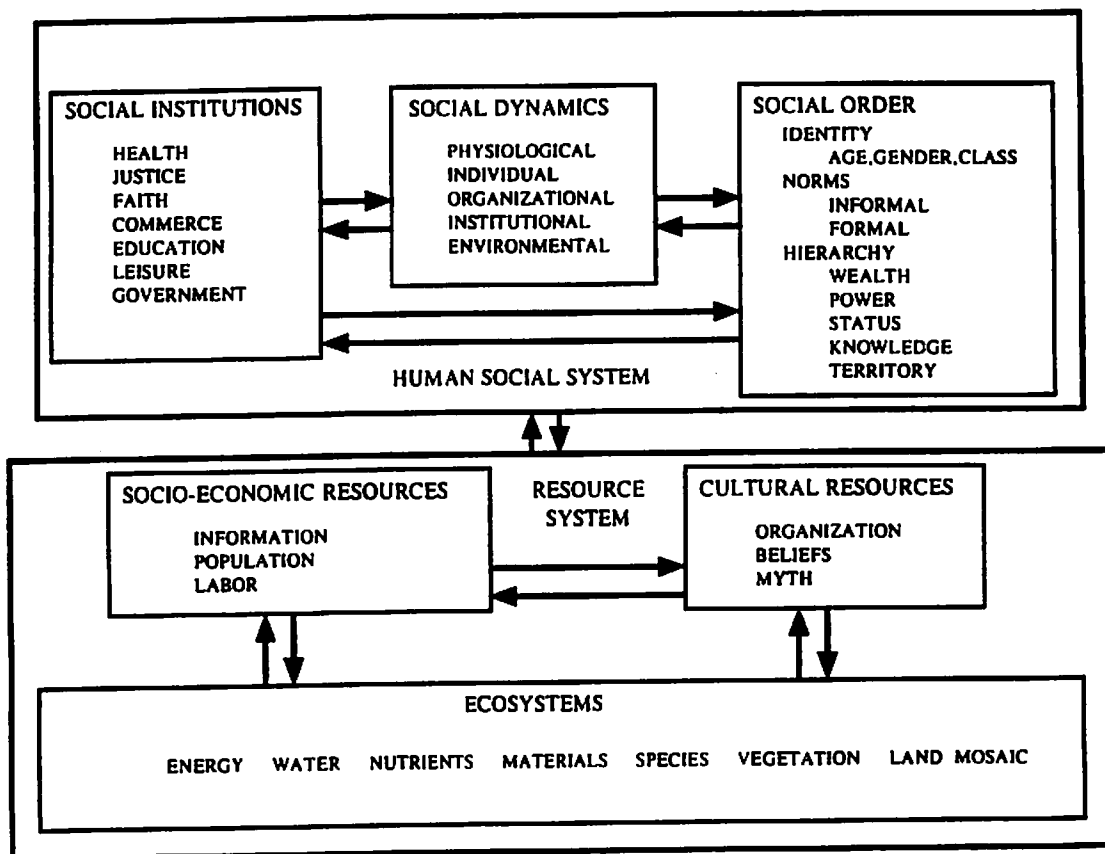 SOCIAL INSTITUTIONS
HEALTH
JUSTICE
FAITH
COMMERCE
EDUCATION
LEISURE
GOVERNMENT
SOCIAL DYNAMICS
PHYSIOLOGICAL
INDIVIDUAL
ORGANIZATIONAL
INSTITUTIONAL
ENVIRONMENTAL
SOCIAL ORDER
IDENTITY
AGE,GENDER,CLASS
NORMS
INFORMAL
FORMAL
HIERARCHY
WEALTH
POWER
STATUS
KNOWLEDGE
TERRITORY
HUMAN SOCIAL SYSTEM
SOCIO-ECONOMIC RESOURCES
INFORMATION
POPULATION
LABOR
RESOURCE
SYSTEM
CULTURAL RESOURCES
ORGANIZATION
BELIEFS
MYTH
ECOSYSTEMS
ENERGY WATER NUTRIENTS MATERIALS SPECIES VEGETATION LAND MOSAIC